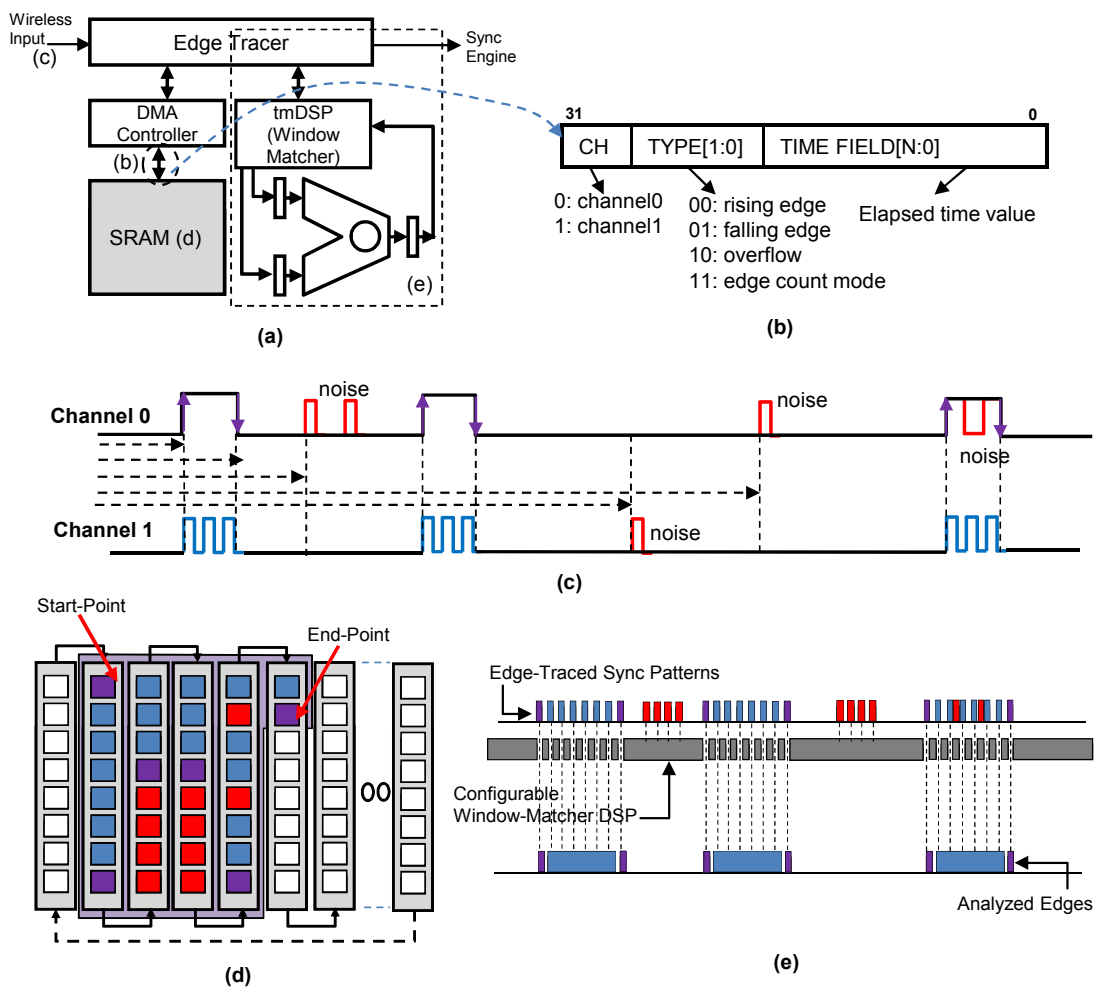 Wireless
Input
(c)
Edge Tracer
Sync
Engine
DMA
Controller
tmDSP
(Window
Matcher)
(b)
SRAM (d)
(e)
(a)
31
0
CH
TYPE[1:0]
TIME FIELD[N:0]
0: channel0
1: channel1
00: rising edge
01: falling edge
10: overflow
11: edge count mode
Elapsed time value
(b)
Channel 0
noise
noise
noise
Channel 1
noise
(c)
Start-Point
End-Point
(d)
Edge-Traced Sync Patterns
Configurable
Window-Matcher DSP
Analyzed Edges
(e)